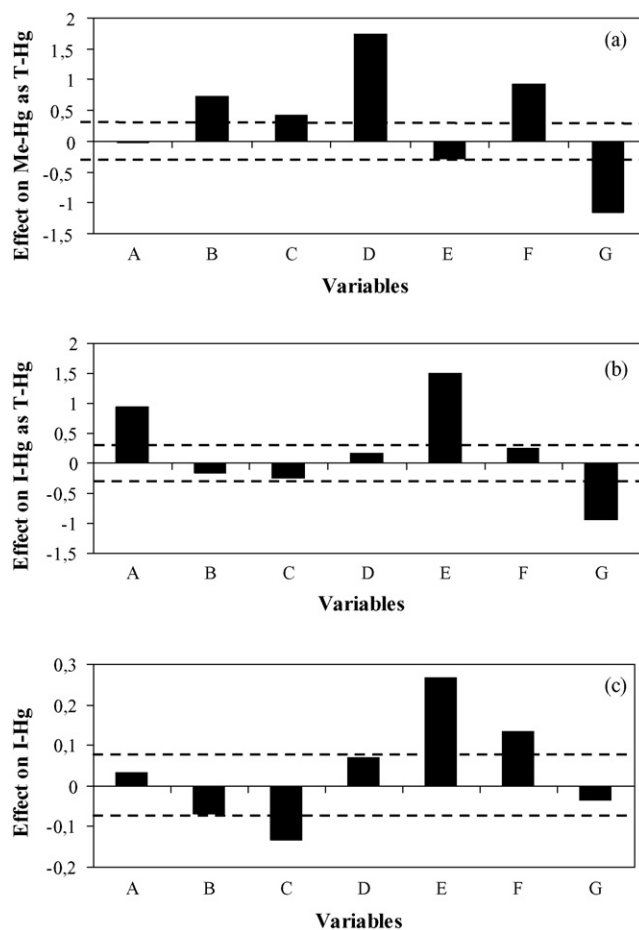 (a)
Effect on Me-Hg as T-Hg
2
1,5
1
0,5
0
-0,5
-1
-1,5
A B C D E F G
Variables
(b)
Effect on I-Hg as T-Hg
2
1,5
1
0,5
0
-0,5
-1
-1,5
A B C D E F G
Variables
(c)
Effect on I-Hg
0,3
0,2
0,1
0
-0,1
-0,2
A B C D E F G
Variables